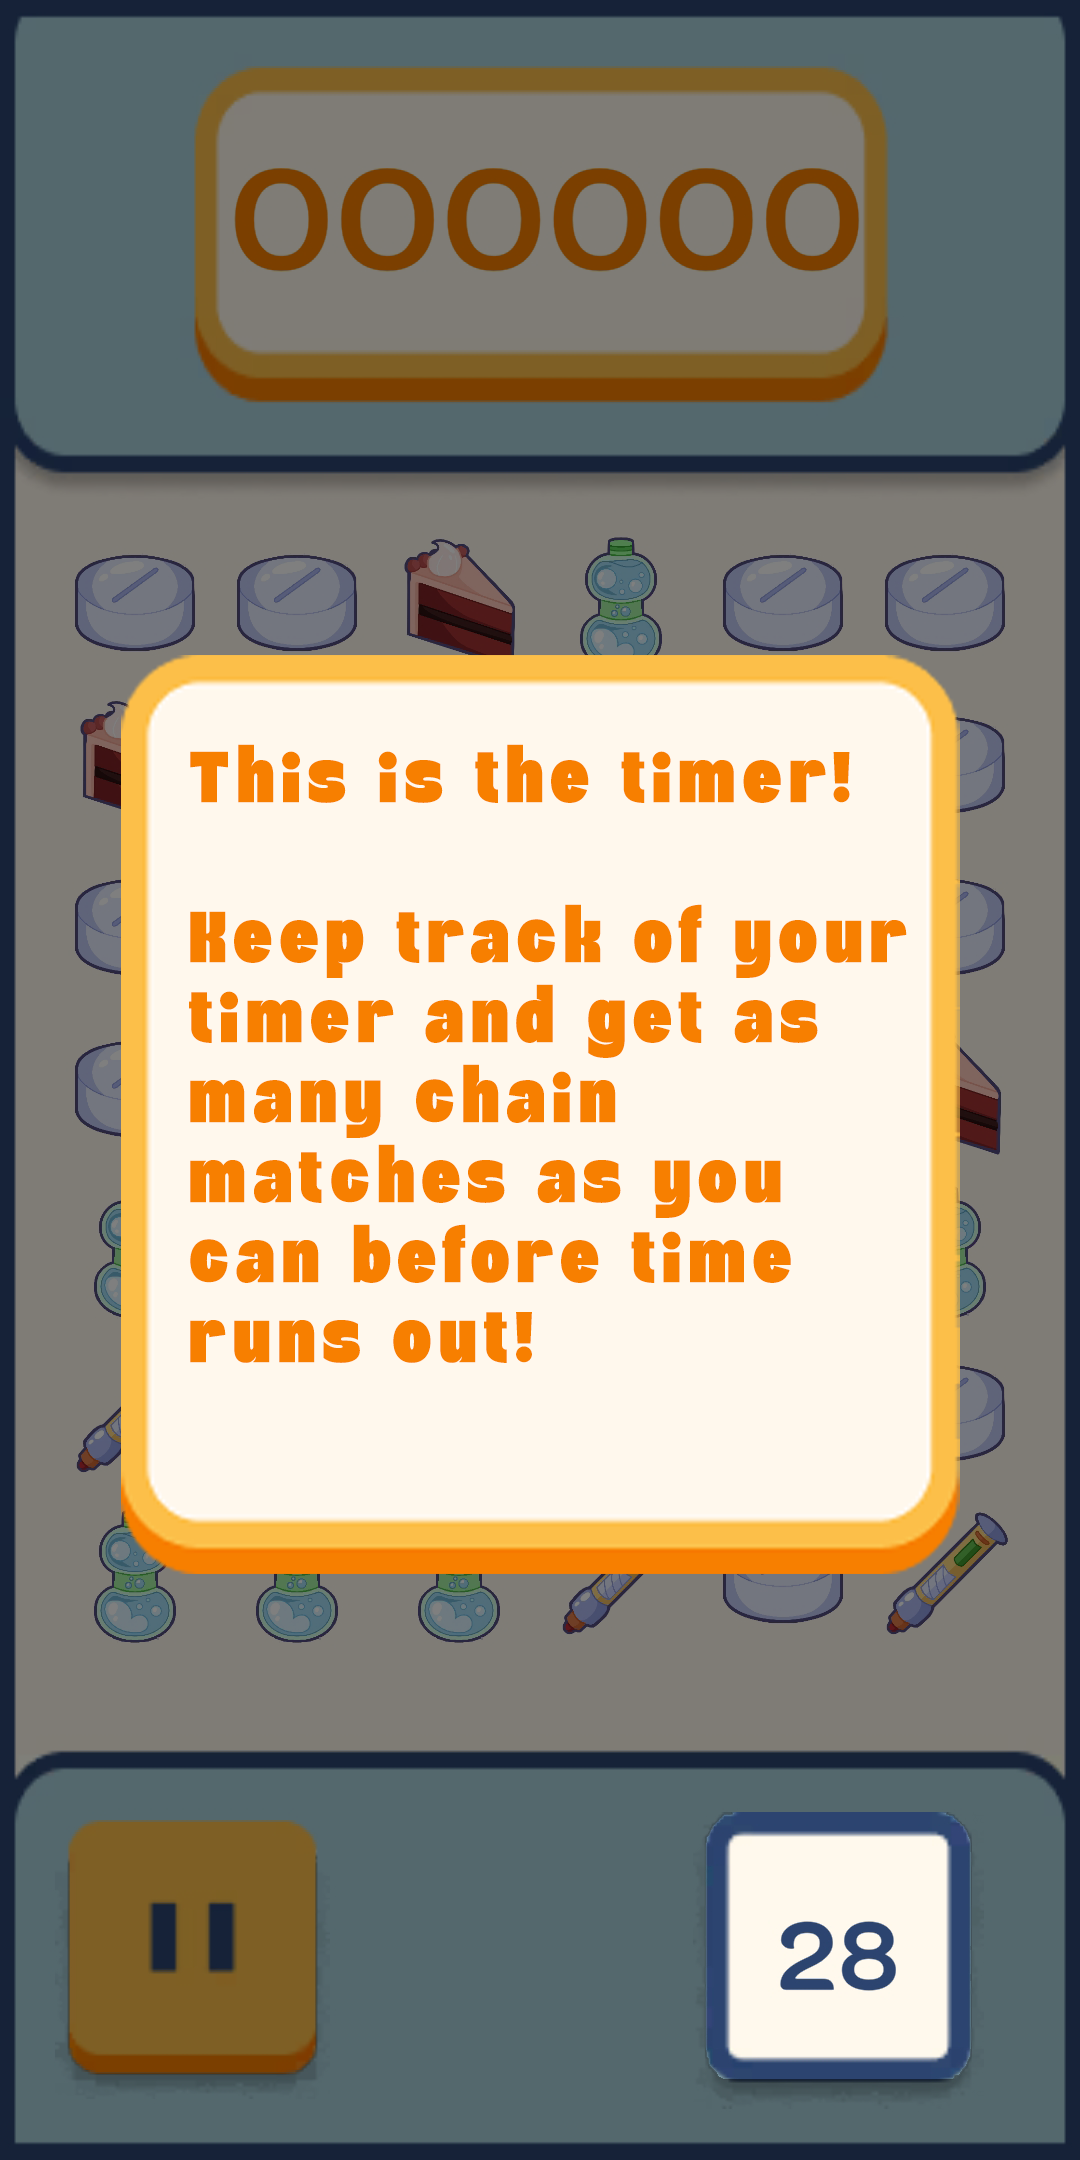 000000
This is the timer!
Keep track of your
timer and get as
many chain
matches as you
can before time
runs out!
28